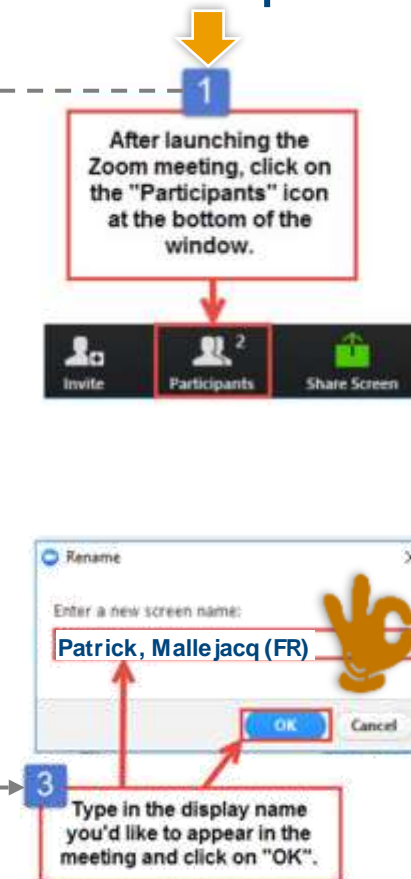 1
After launching the
Zoom meeting, click on
the "Participants" icon
at the bottom of the
window.
2
Invite
Participants
Share Screen
Rename
Enter a new screen name:
Patrick, Mallejacq (FR)
OK
Cancel
3
Type in the display name
you'd like to appear in the
meeting and click on "OK".